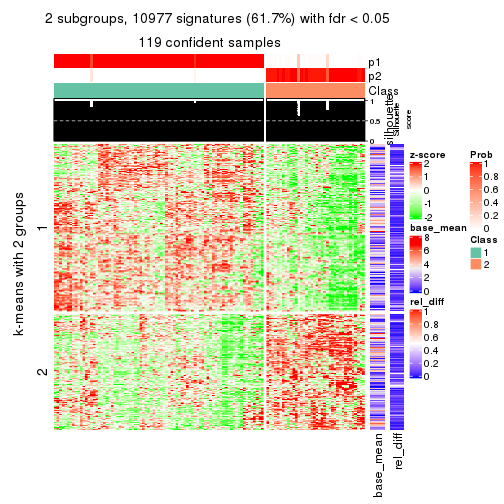 2 subgroups, 10977 signatures (61.7%) with fdr < 0.05
119 confident samples
p1
p2
Class
1
0.5
0
silhouette
Silhouette
score
k-means with 2 groups
1
2
base_mean
rel_diff
z-score
2
1
0
-1
-2
base_mean
8
6
4
2
0
rel_diff
1
0.8
0.6
0.4
0.2
0
Prob
1
0.8
0.6
0.4
0.2
0
Class
1
2